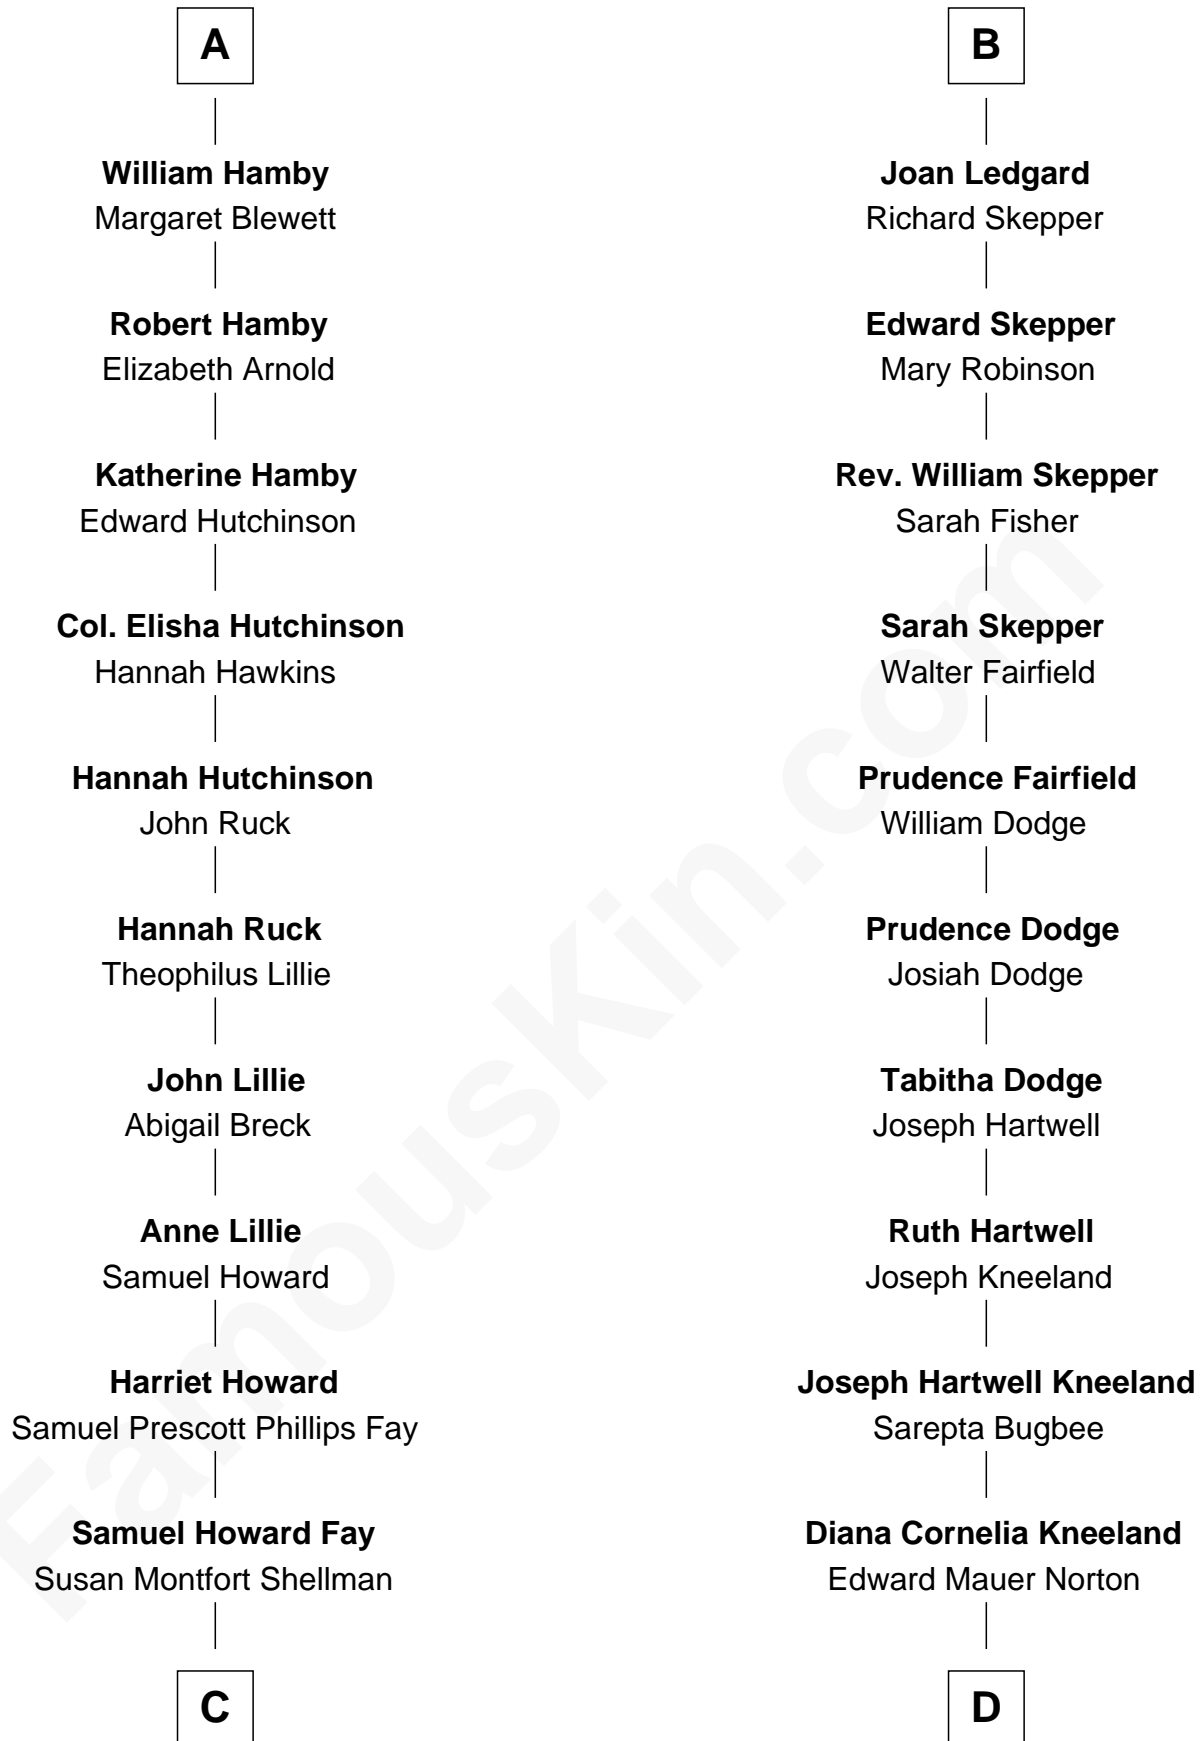 A
William Hamby
Margaret Blewett
Robert Hamby
Elizabeth Arnold
Katherine Hamby
Edward Hutchinson
Col. Elisha Hutchinson
Hannah Hawkins
Hannah Hutchinson
John Ruck
Hannah Ruck
Theophilus Lillie
John Lillie
Abigail Breck
Anne Lillie
Samuel Howard
Harriet Howard
Samuel Prescott Phillips Fay
Samuel Howard Fay
Susan Montfort Shellman
C
B
Joan Ledgard
Richard Skepper
Edward Skepper
Mary Robinson
Rev. William Skepper
Sarah Fisher
Sarah Skepper
Walter Fairfield
Prudence Fairfield
William Dodge
Prudence Dodge
Josiah Dodge
Tabitha Dodge
Joseph Hartwell
Ruth Hartwell
Joseph Kneeland
Joseph Hartwell Kneeland
Sarepta Bugbee
Diana Cornelia Kneeland
Edward Mauer Norton
D
FamousKin.com